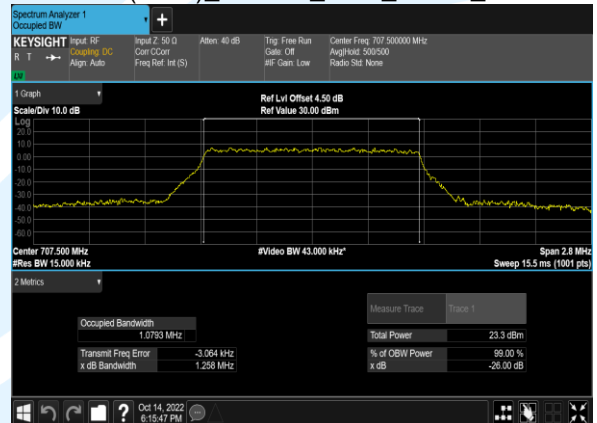 Spectrum Analyzer 1
Occupied BW
KEYSIGHT
R T
LU
Input: RF
Coupling: DC
Align: Auto
Input Z: 50 Ω
Corr CCorr
Freq Ref: Int (S)
Atten: 40 dB
Trig: Free Run
Gate: Off
#IF Gain: Low
Center Freq: 707.500000 MHz
Avg|Hold: 500/500
Radio Std: None
1 Graph
Scale/Div 10.0 dB
Ref Lvl Offset 4.50 dB
Ref Value 30.00 dBm
Log
20.0
10.0
0.00
-10.0
-20.0
-30.0
-40.0
-50.0
-60.0
Center 707.500 MHz
#Video BW 43.000 kHz*
Span 2.8 MHz
#Res BW 15.000 kHz
Sweep 15.5 ms (1001 pts)
2 Metrics
Measure Trace
Trace 1
Occupied Bandwidth
1.0793 MHz
Total Power
23.3 dBm
Transmit Freq Error
-3.064 kHz
% of OBW Power
99.00 %
x dB Bandwidth
1.258 MHz
x dB
-26.00 dB
?
Oct 14, 2022
6:15:47 PM